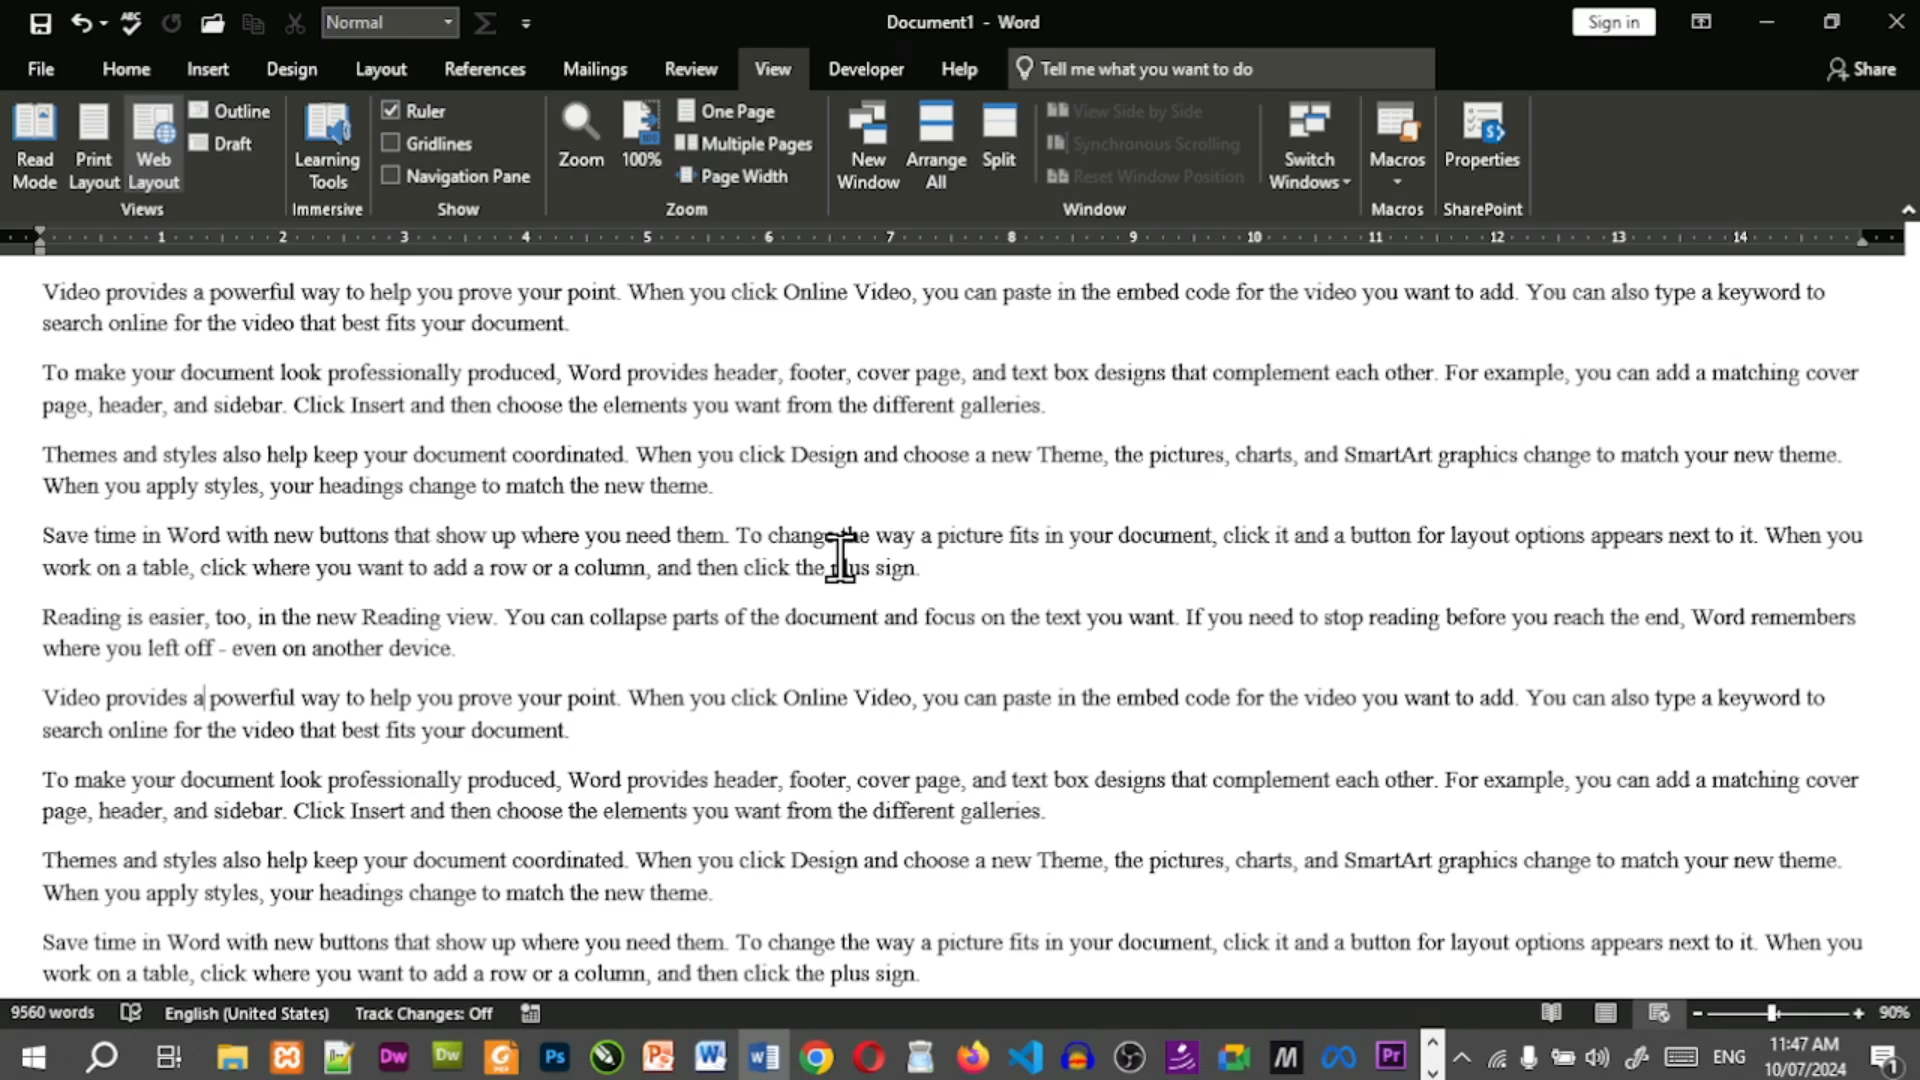 Normal
Document1 - Word
Sign in
File Home Insert Design Layout References Mailings Review View Developer Help Tell me what you want to do Share
Read Mode
Print Layout
Web Layout
Outline
Draft
Views
Learning Tools
Immersive
Ruler
Gridlines
Navigation Pane
Show
Zoom
100%
One Page
Multiple Pages
Page Width
Zoom
New Window
Arrange All
Split
View Side by Side
Synchronous Scrolling
Reset Window Position
Window
Switch Windows
Macros
Macros
Properties
SharePoint
1 2 3 4 5 6 7 8 9 10 11 12 13 14
Video provides a powerful way to help you prove your point. When you click Online Video, you can paste in the embed code for the video you want to add. You can also type a keyword to
search online for the video that best fits your document.
To make your document look professionally produced, Word provides header, footer, cover page, and text box designs that complement each other. For example, you can add a matching cover
page, header, and sidebar. Click Insert and then choose the elements you want from the different galleries.
Themes and styles also help keep your document coordinated. When you click Design and choose a new Theme, the pictures, charts, and SmartArt graphics change to match your new theme.
When you apply styles, your headings change to match the new theme.
Save time in Word with new buttons that show up where you need them. To change the way a picture fits in your document, click it and a button for layout options appears next to it. When you
work on a table, click where you want to add a row or a column, and then click the plus sign.
Reading is easier, too, in the new Reading view. You can collapse parts of the document and focus on the text you want. If you need to stop reading before you reach the end, Word remembers
where you left off - even on another device.
Video provides a powerful way to help you prove your point. When you click Online Video, you can paste in the embed code for the video you want to add. You can also type a keyword to
search online for the video that best fits your document.
To make your document look professionally produced, Word provides header, footer, cover page, and text box designs that complement each other. For example, you can add a matching cover
page, header, and sidebar. Click Insert and then choose the elements you want from the different galleries.
Themes and styles also help keep your document coordinated. When you click Design and choose a new Theme, the pictures, charts, and SmartArt graphics change to match your new theme.
When you apply styles, your headings change to match the new theme.
Save time in Word with new buttons that show up where you need them. To change the way a picture fits in your document, click it and a button for layout options appears next to it. When you
work on a table, click where you want to add a row or a column, and then click the plus sign.
9560 words English (United States) Track Changes: Off 90%
Dw Dw Ps Pr ENG
11:47 AM
10/07/2024